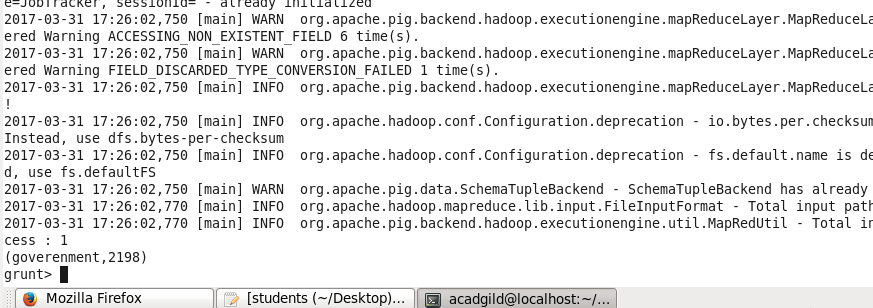 e=JobTracker, sessionId= - already initialized
2017-03-31 17:26:02,750 [main] WARN  org.apache.pig.backend.hadoop.executionengine.mapReduceLayer.MapReduceLa
ered Warning ACCESSING_NON_EXISTENT_FIELD 6 time(s).
2017-03-31 17:26:02,750 [main] WARN  org.apache.pig.backend.hadoop.executionengine.mapReduceLayer.MapReduceLa
ered Warning FIELD_DISCARDED_TYPE_CONVERSION_FAILED 1 time(s).
2017-03-31 17:26:02,750 [main] INFO  org.apache.pig.backend.hadoop.executionengine.mapReduceLayer.MapReduceLa
!
2017-03-31 17:26:02,750 [main] INFO  org.apache.hadoop.conf.Configuration.deprecation - io.bytes.per.checksum
Instead, use dfs.bytes-per-checksum
2017-03-31 17:26:02,750 [main] INFO  org.apache.hadoop.conf.Configuration.deprecation - fs.default.name is de
d, use fs.defaultFS
2017-03-31 17:26:02,750 [main] WARN  org.apache.pig.data.SchemaTupleBackend - SchemaTupleBackend has already
2017-03-31 17:26:02,770 [main] INFO  org.apache.hadoop.mapreduce.lib.input.FileInputFormat - Total input path
2017-03-31 17:26:02,770 [main] INFO  org.apache.pig.backend.hadoop.executionengine.util.MapRedUtil - Total in
cess : 1
(goverenment,2198)
grunt>
Mozilla Firefox
[students (~/Desktop)...
acadgild@localhost:~/...